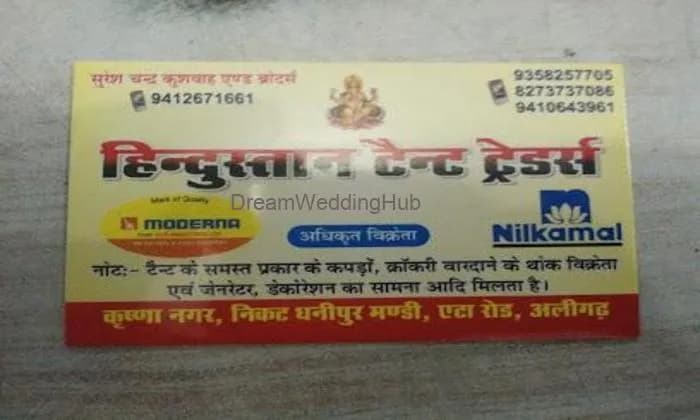 सुरेश चन्द्र कुशवाह एण्ड ब्रोदर्स
9412671661
9358257705
8273737086
9410643961
हिन्दुस्तान टैन्ट ट्रेडर्स
DreamWeddingHub
Mark of Quality
MODERNA
अधिकृत विक्रेता
Nilkamal
नोटः- टैन्ट के समस्त प्रकार के कपड़ों, क्रॉकरी वारदाने के थोक विक्रेता
एवं जेनरेटर, डेकोरेशन का सामना आदि मिलता है।
कृष्णा नगर, निकट धनीपुर मण्डी, एटा रोड, अलीगढ़